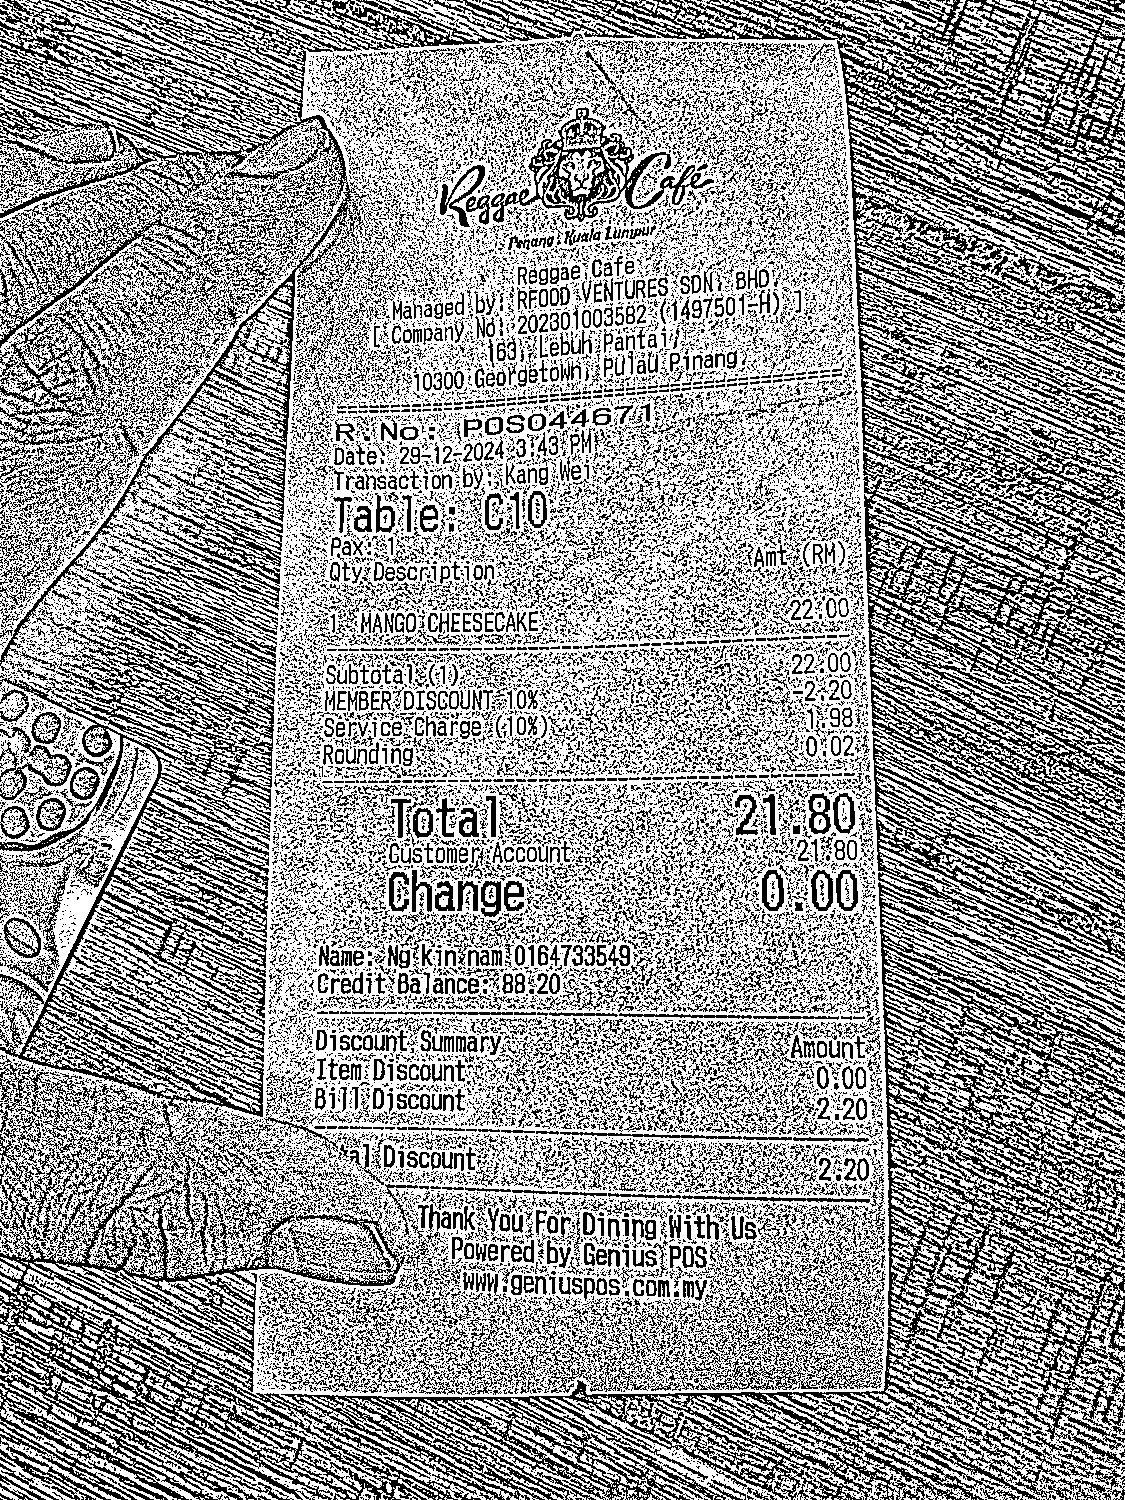 Reggae Café
Penang : Kuala Lumpur
Reggae Cafe
Managed by: RFOOD VENTURES SDN. BHD.
[ Company No: 202301003582 (1497501-H) ]
163, Lebuh Pantai,
10300 Georgetown, Pulau Pinang
R.No: POS044671
Date: 29-12-2024 3:43 PM
Transaction by: Kang Wei
Table: C10
Pax: 1
Qty Description Amt (RM)
1 MANGO CHEESECAKE 22.00
Subtotal (1) 22.00
MEMBER DISCOUNT 10% -2.20
Service Charge (10%) 1.98
Rounding 0.02
Total 21.80
Customer Account 21.80
Change 0.00
Name: Ng kin nam 0164733549
Credit Balance: 88.20
Discount Summary Amount
Item Discount 0.00
Bill Discount 2.20
tal Discount 2.20
Thank You For Dining With Us
Powered by Genius POS
www.geniuspos.com.my